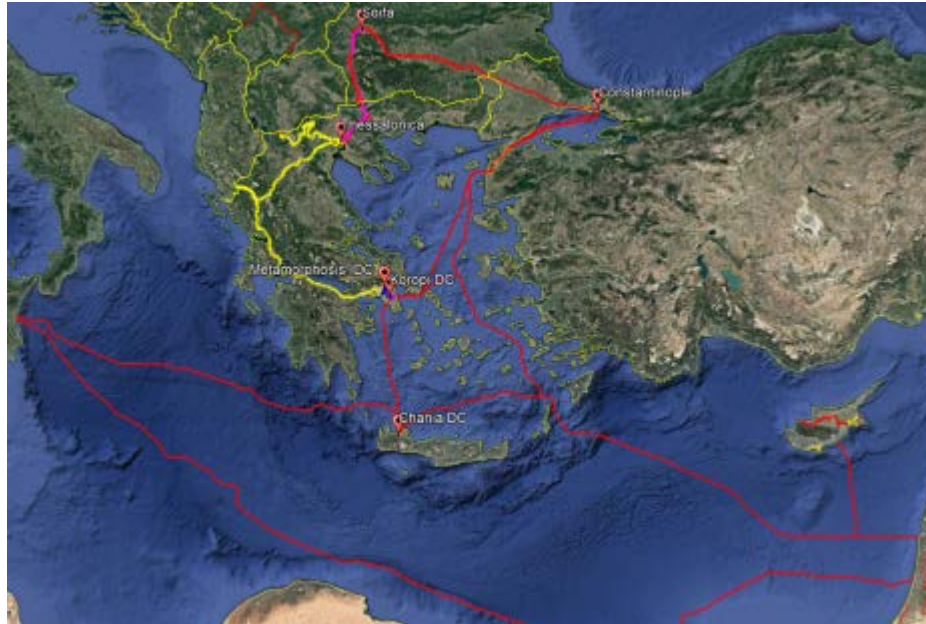 Sofia
Constantinople
Thessalonica
Metamorphosis DC
Koropi DC
Chania DC